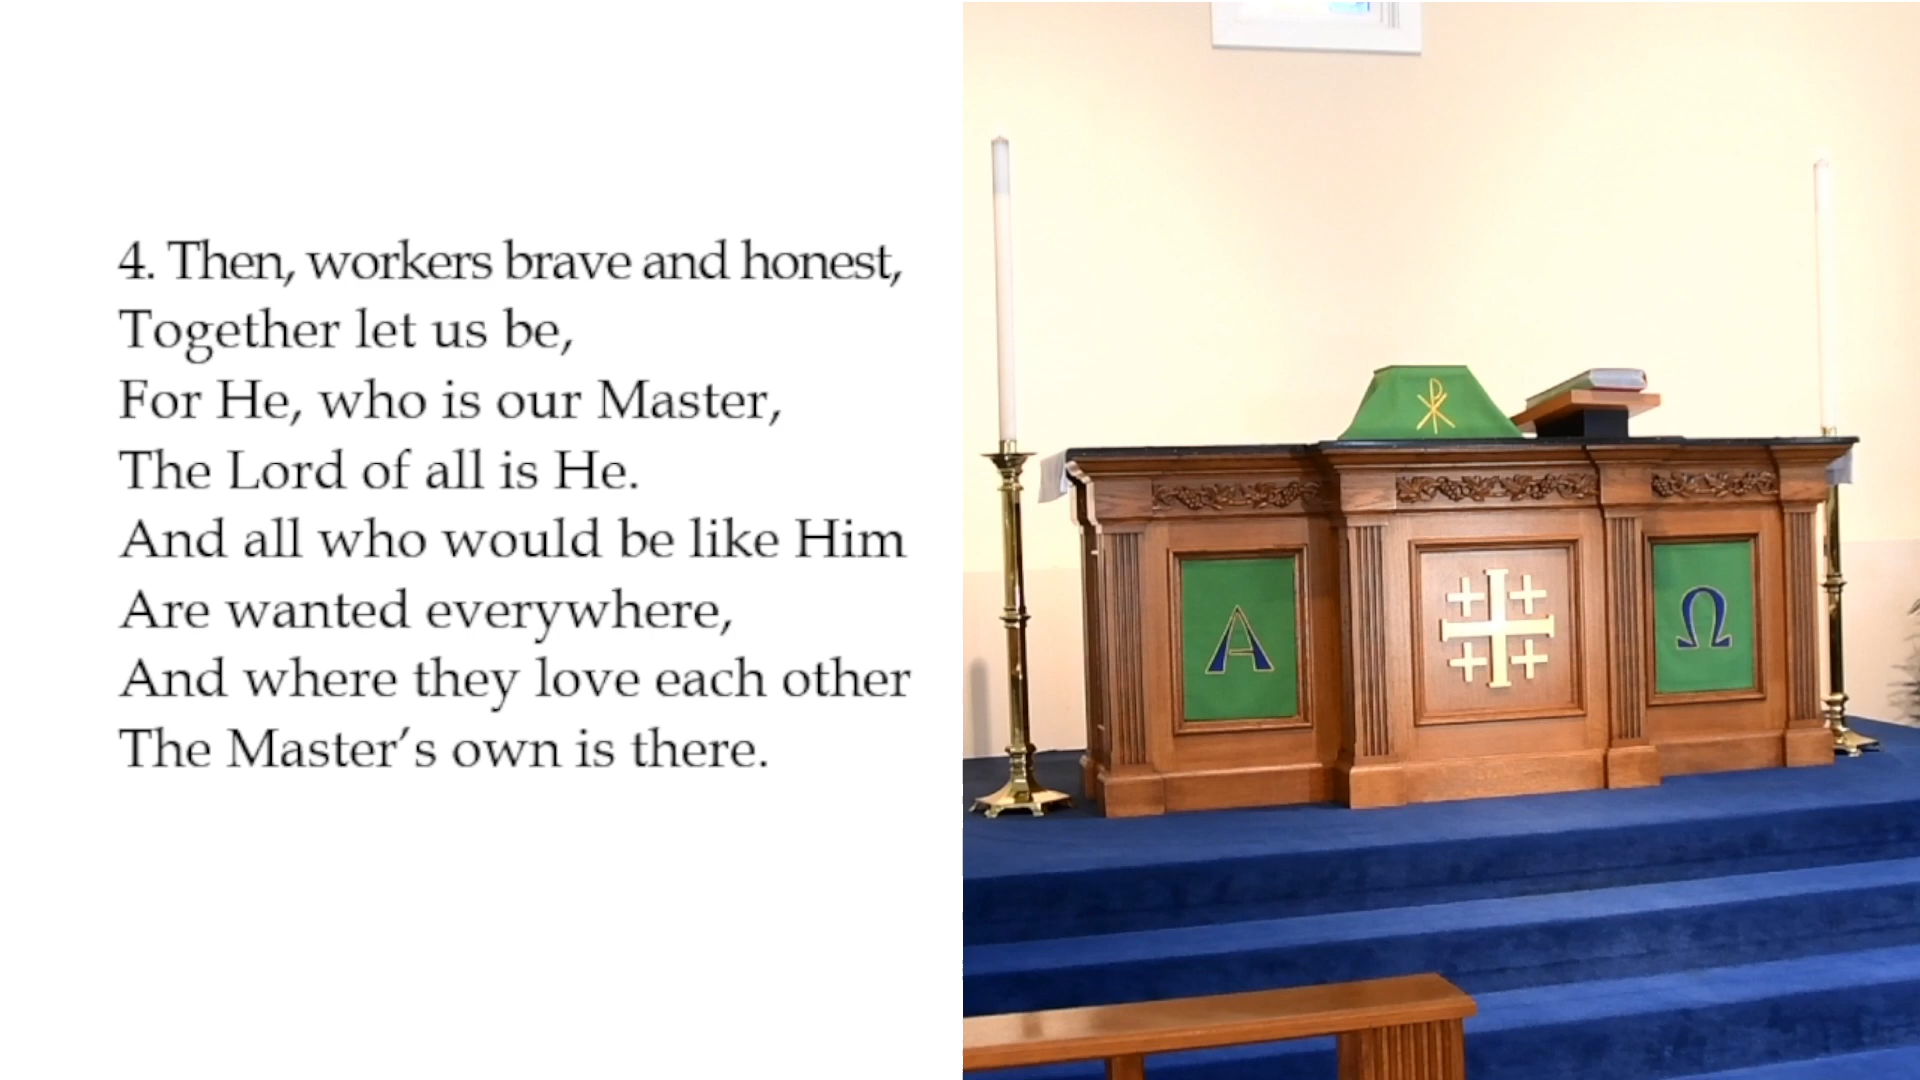 4. Then, workers brave and honest,
Together let us be,
For He, who is our Master,
The Lord of all is He.
And all who would be like Him
Are wanted everywhere,
And where they love each other
The Master’s own is there.
Α
Ω